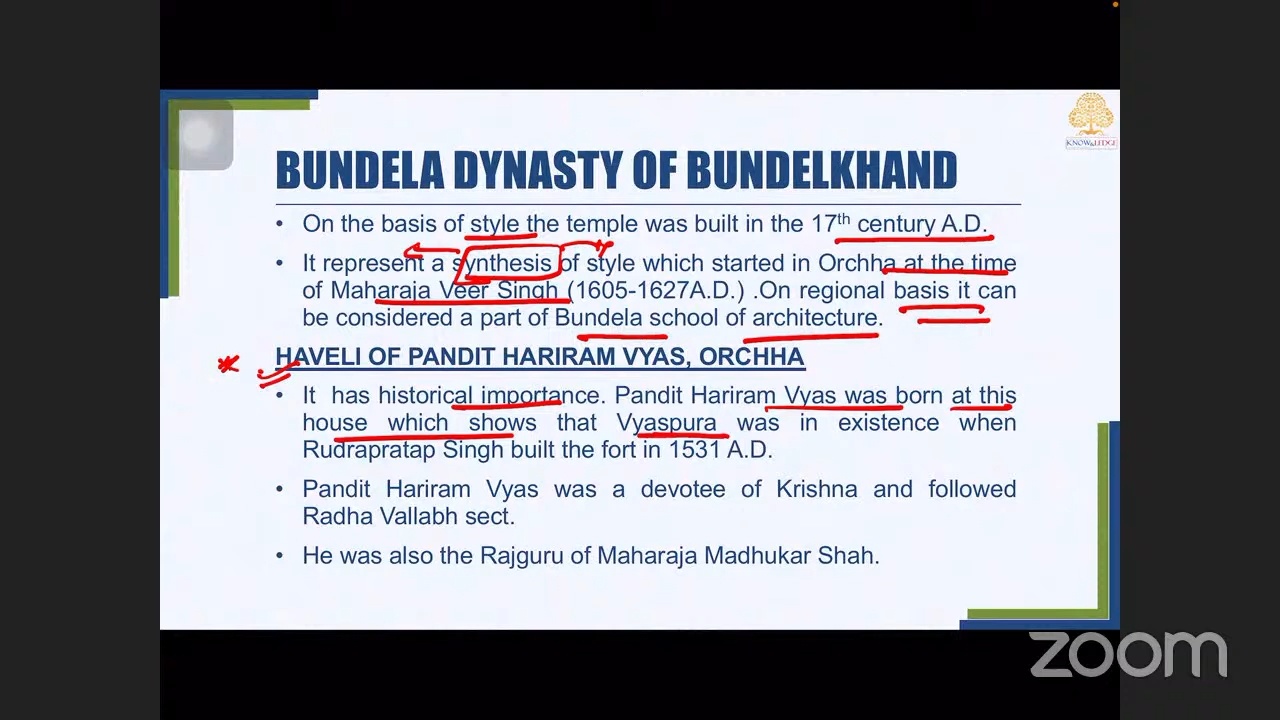 KNOWLEDGE
BUNDELA DYNASTY OF BUNDELKHAND
• On the basis of style the temple was built in the 17th century A.D.
• It represent a synthesis of style which started in Orchha at the time
of Maharaja Veer Singh (1605-1627A.D.) .On regional basis it can
be considered a part of Bundela school of architecture.
HAVELI OF PANDIT HARIRAM VYAS, ORCHHA
• It has historical importance. Pandit Hariram Vyas was born at this
house which shows that Vyaspura was in existence when
Rudrapratap Singh built the fort in 1531 A.D.
• Pandit Hariram Vyas was a devotee of Krishna and followed
Radha Vallabh sect.
• He was also the Rajguru of Maharaja Madhukar Shah.
zoom